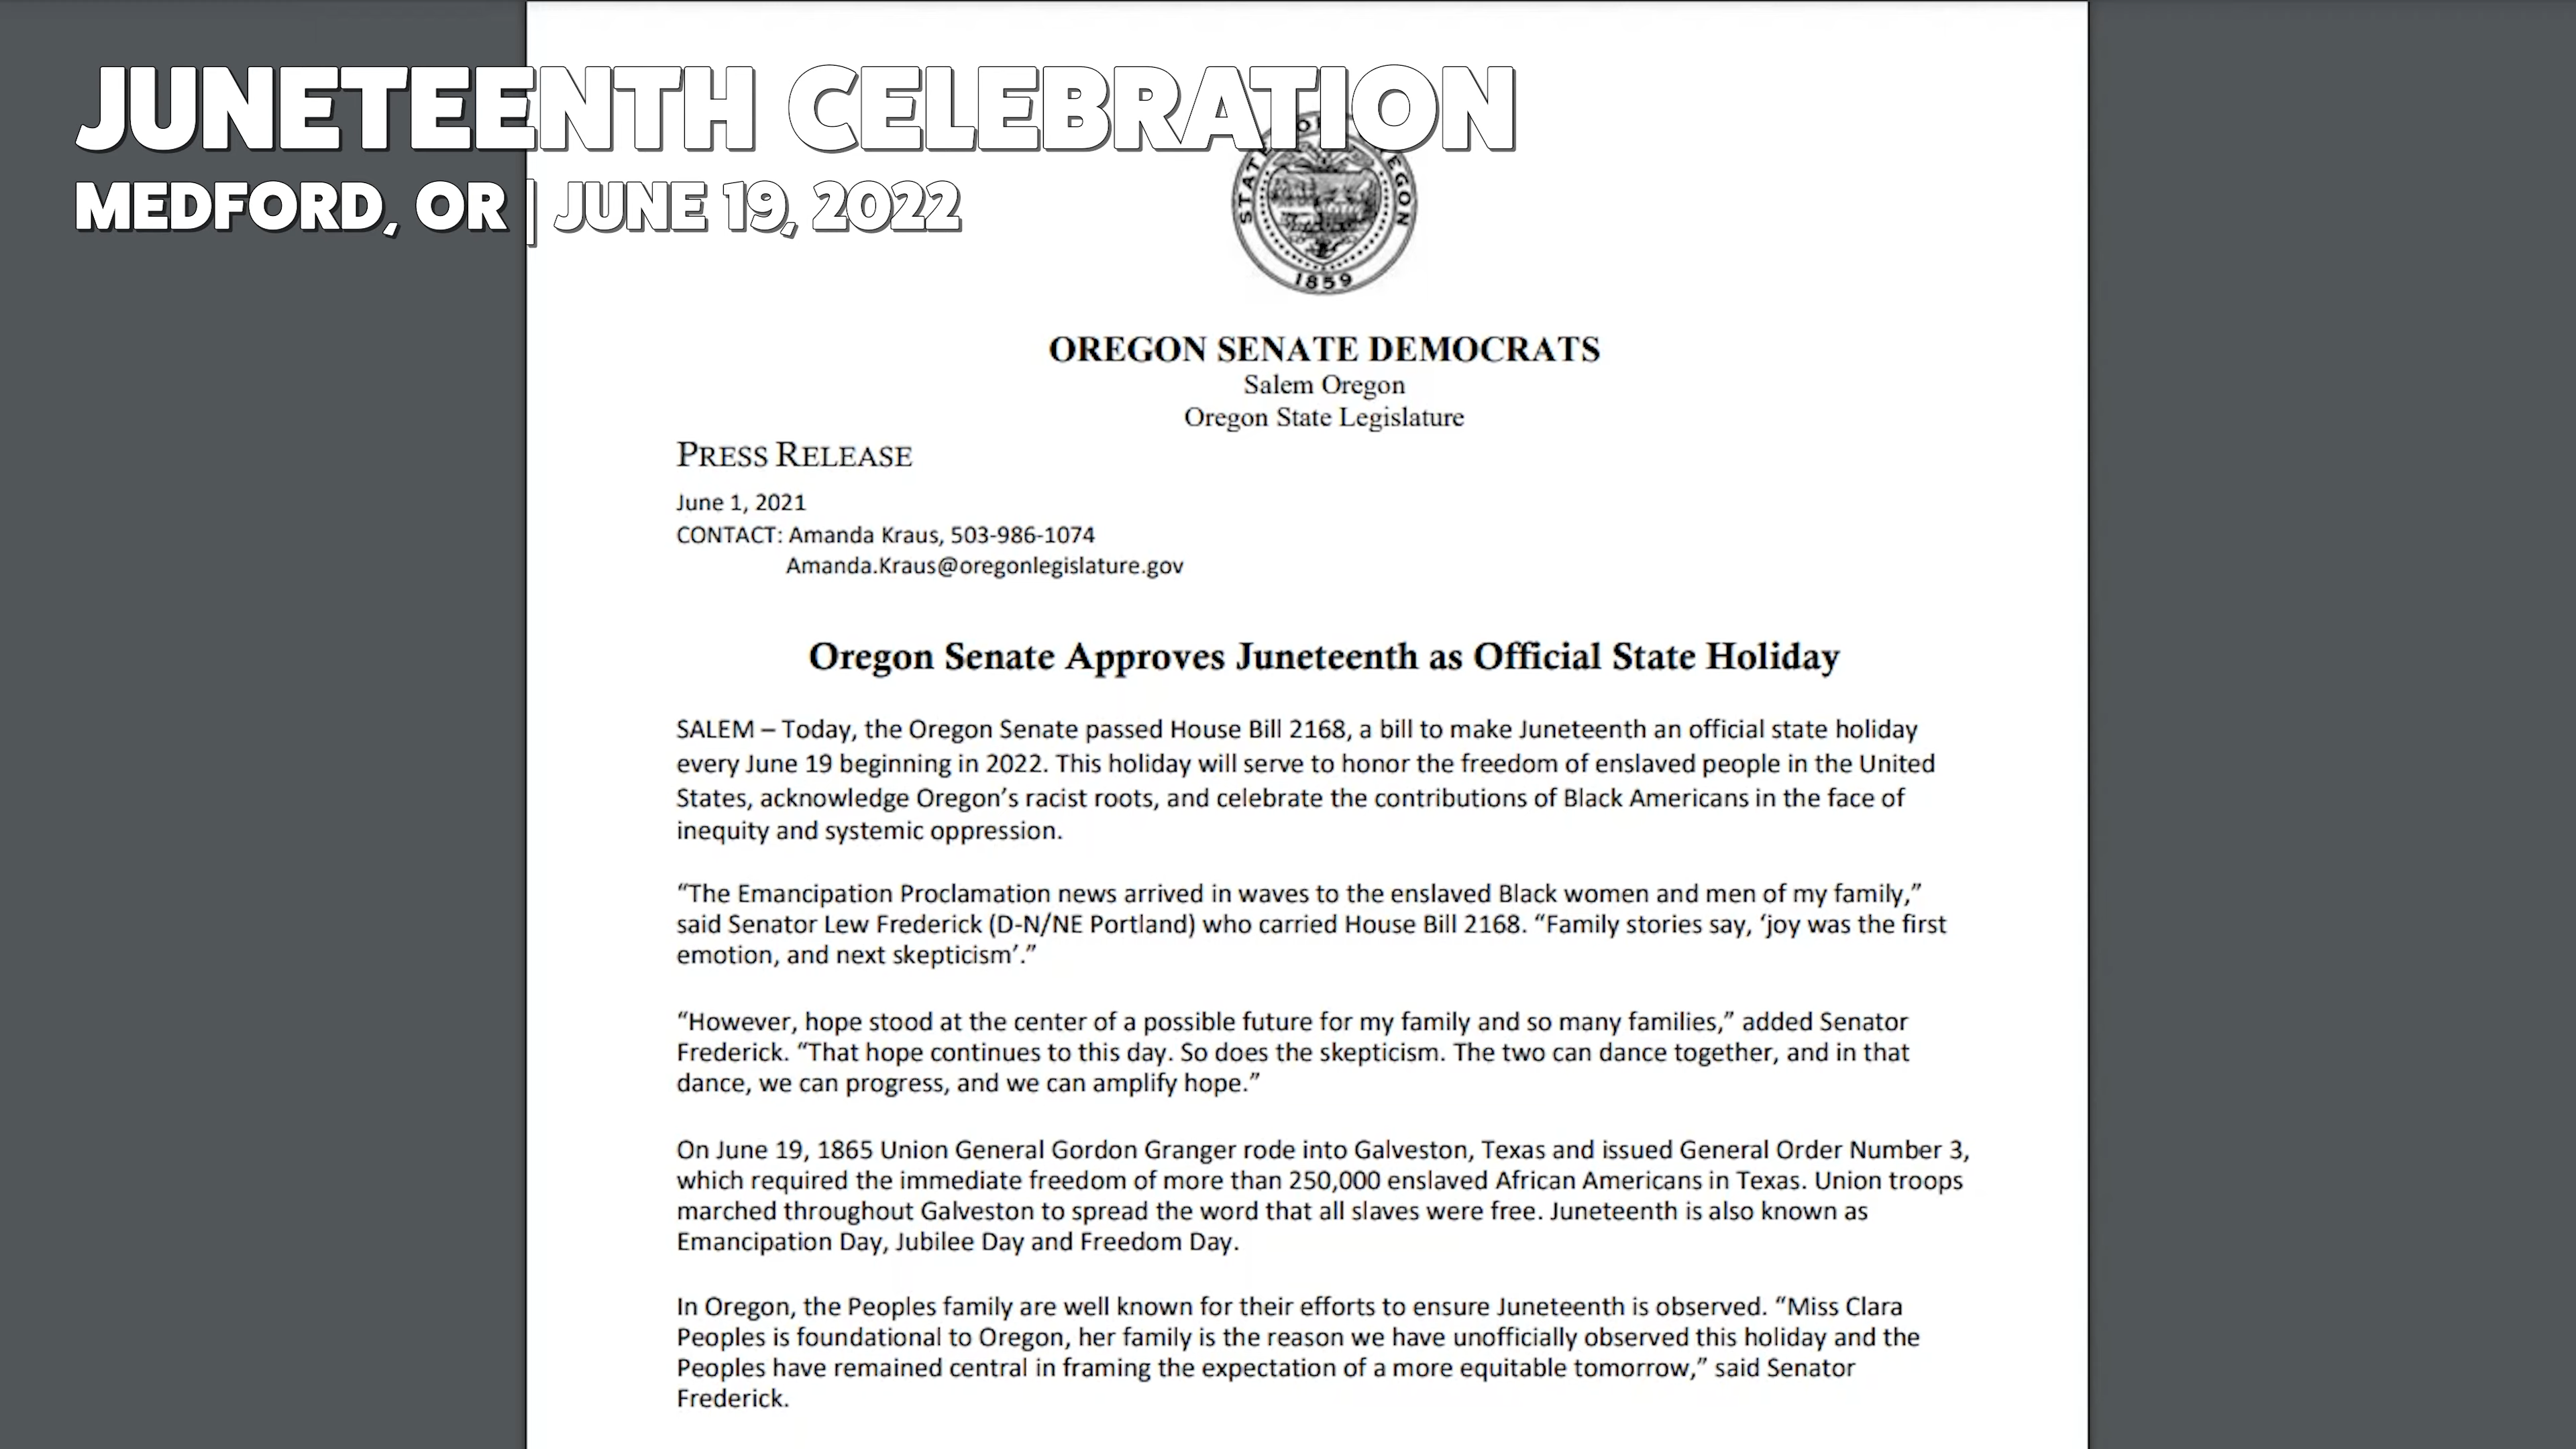 JUNETEENTH CELEBRATION
MEDFORD, OR | JUNE 19, 2022
STATE OF OREGON
1859
OREGON SENATE DEMOCRATS
Salem Oregon
Oregon State Legislature
PRESS RELEASE
June 1, 2021
CONTACT: Amanda Kraus, 503-986-1074
Amanda.Kraus@oregonlegislature.gov
Oregon Senate Approves Juneteenth as Official State Holiday
SALEM – Today, the Oregon Senate passed House Bill 2168, a bill to make Juneteenth an official state holiday
every June 19 beginning in 2022. This holiday will serve to honor the freedom of enslaved people in the United
States, acknowledge Oregon’s racist roots, and celebrate the contributions of Black Americans in the face of
inequity and systemic oppression.
“The Emancipation Proclamation news arrived in waves to the enslaved Black women and men of my family,”
said Senator Lew Frederick (D-N/NE Portland) who carried House Bill 2168. “Family stories say, ‘joy was the first
emotion, and next skepticism’.”
“However, hope stood at the center of a possible future for my family and so many families,” added Senator
Frederick. “That hope continues to this day. So does the skepticism. The two can dance together, and in that
dance, we can progress, and we can amplify hope.”
On June 19, 1865 Union General Gordon Granger rode into Galveston, Texas and issued General Order Number 3,
which required the immediate freedom of more than 250,000 enslaved African Americans in Texas. Union troops
marched throughout Galveston to spread the word that all slaves were free. Juneteenth is also known as
Emancipation Day, Jubilee Day and Freedom Day.
In Oregon, the Peoples family are well known for their efforts to ensure Juneteenth is observed. “Miss Clara
Peoples is foundational to Oregon, her family is the reason we have unofficially observed this holiday and the
Peoples have remained central in framing the expectation of a more equitable tomorrow,” said Senator
Frederick.